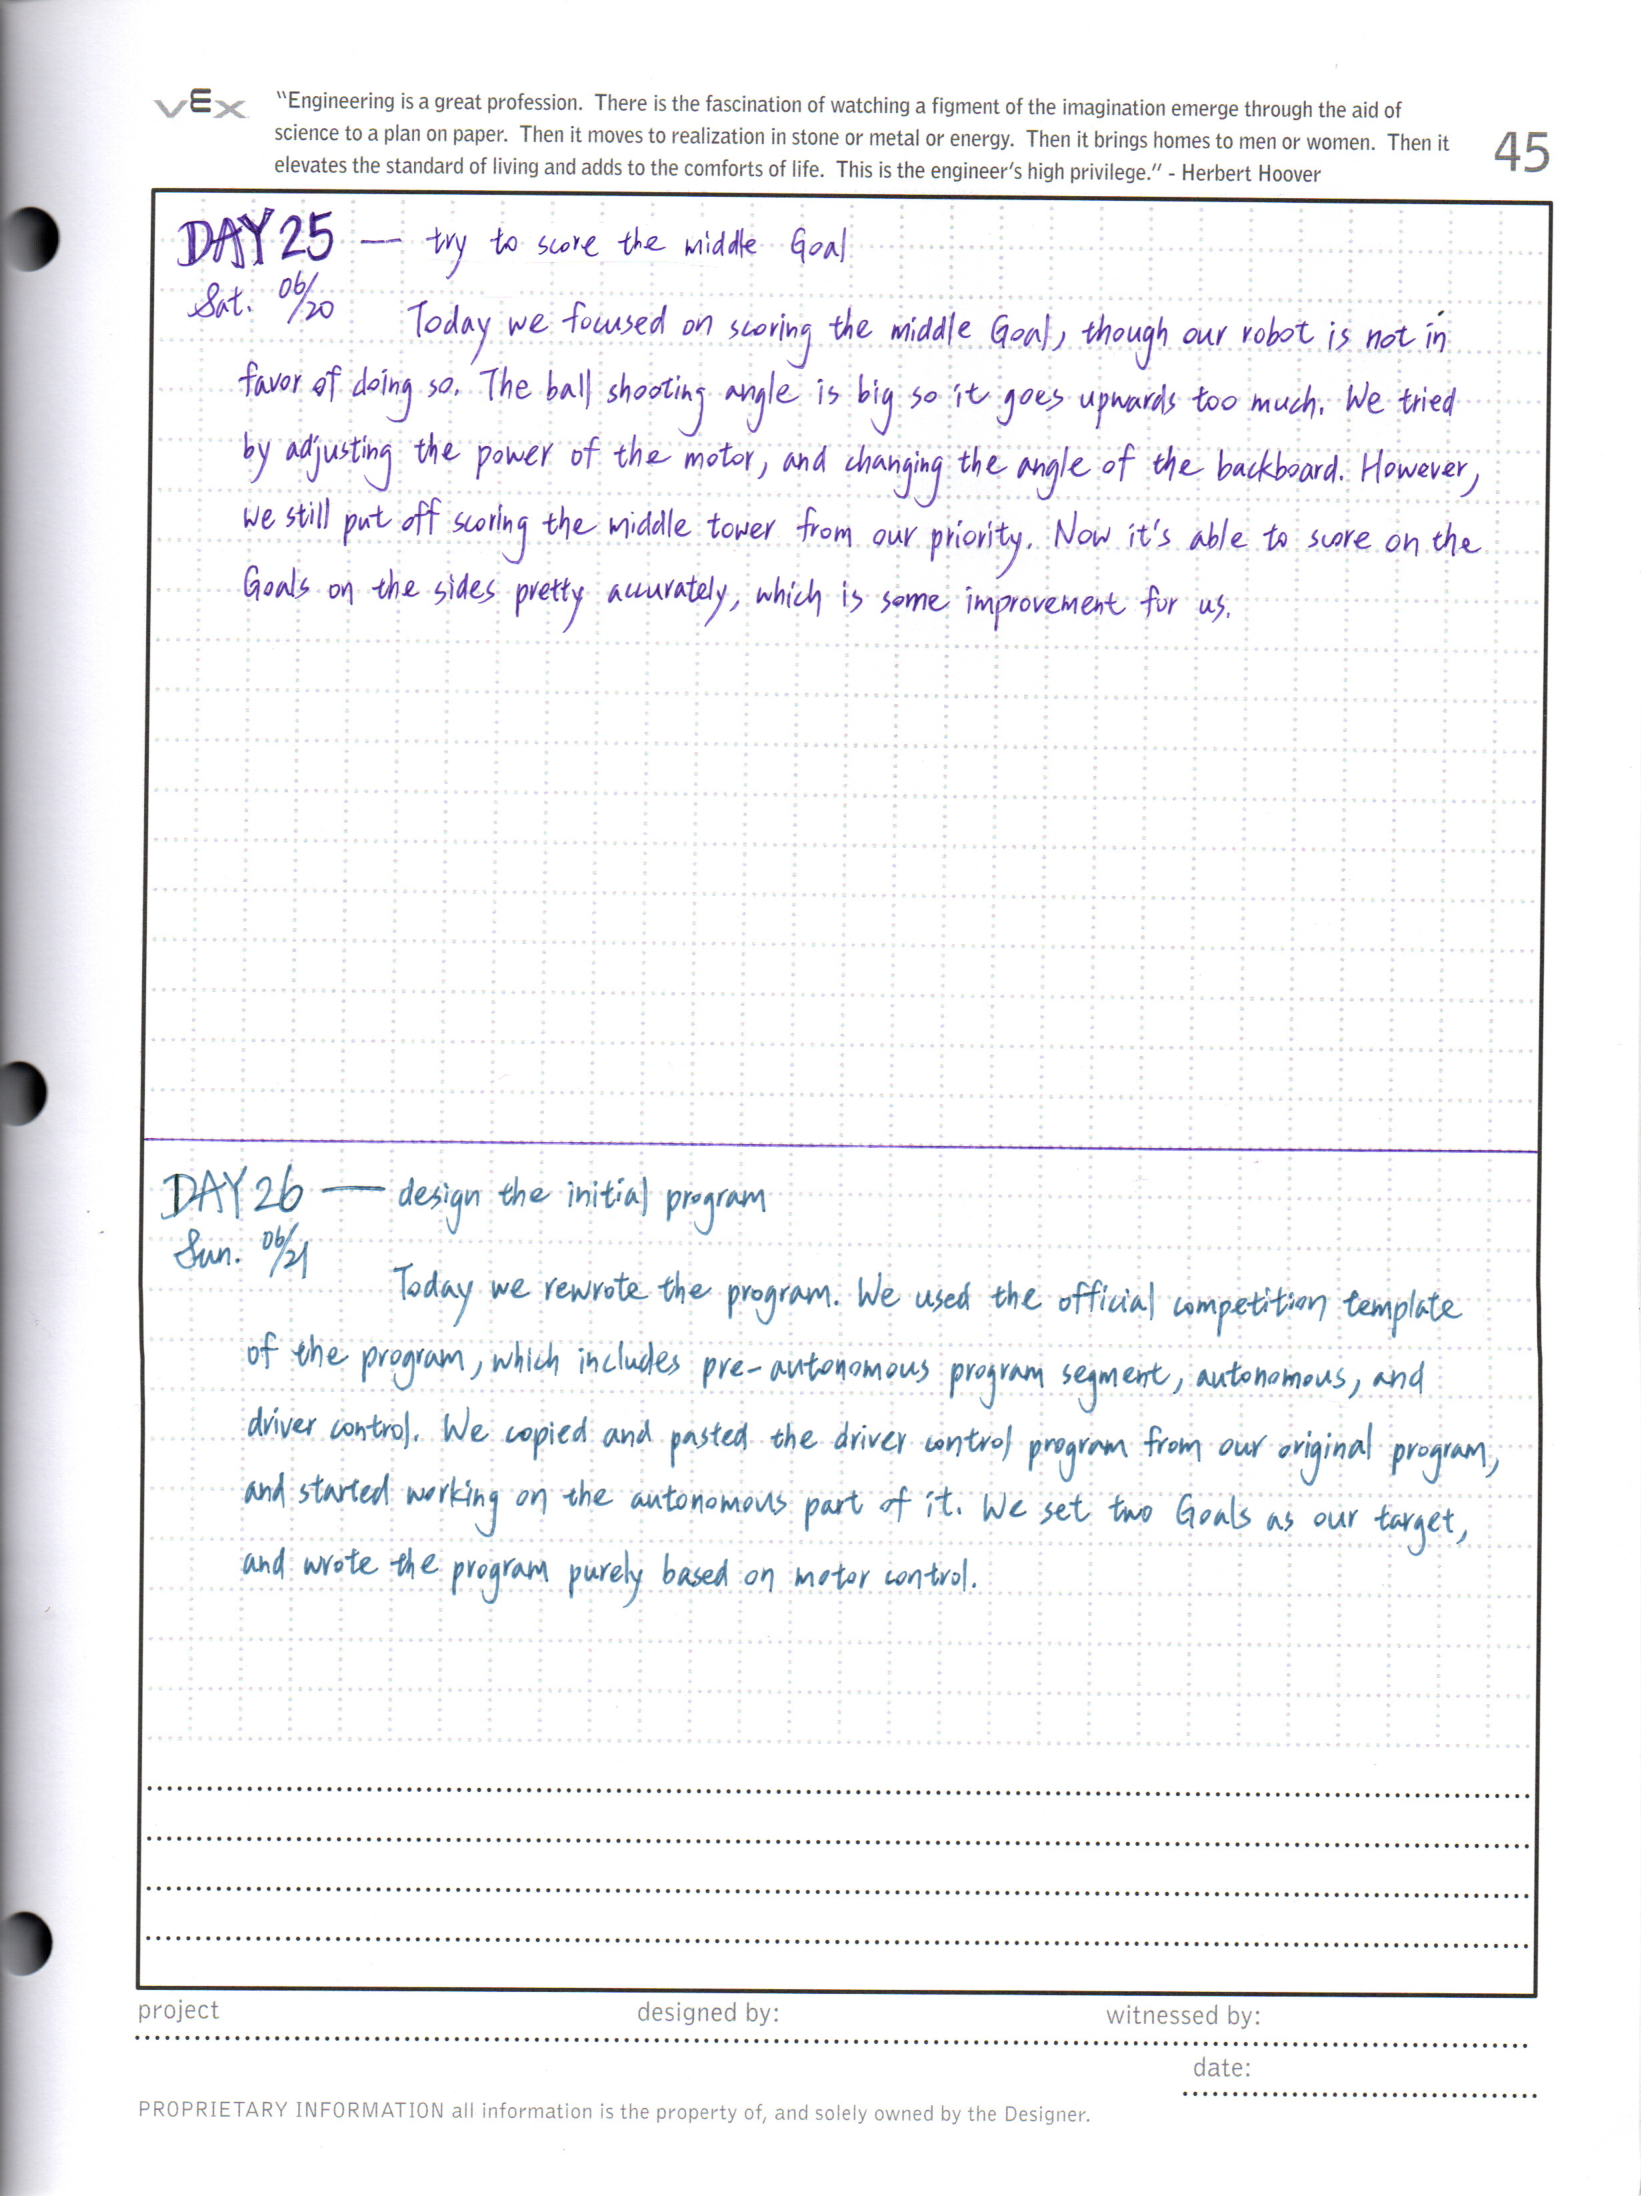 VEX
"Engineering is a great profession. There is the fascination of watching a figment of the imagination emerge through the aid of
science to a plan on paper. Then it moves to realization in stone or metal or energy. Then it brings homes to men or women. Then it
elevates the standard of living and adds to the comforts of life. This is the engineer's high privilege." - Herbert Hoover
45
DAY 25 — try to score the middle Goal
Sat. 06/20
Today we focused on scoring the middle Goal, though our robot is not in
favor of doing so. The ball shooting angle is big so it goes upwards too much. We tried
by adjusting the power of the motor, and changing the angle of the backboard. However,
we still put off scoring the middle tower from our priority. Now it's able to score on the
Goals on the sides pretty accurately, which is some improvement for us.
DAY 26 — design the initial program
Sun. 06/21
Today we rewrote the program. We used the official competition template
of the program, which includes pre-autonomous program segment, autonomous, and
driver control. We copied and pasted the driver control program from our original program,
and started working on the autonomous part of it. We set two Goals as our target,
and wrote the program purely based on motor control.
project designed by: witnessed by:
date:
PROPRIETARY INFORMATION all information is the property of, and solely owned by the Designer.